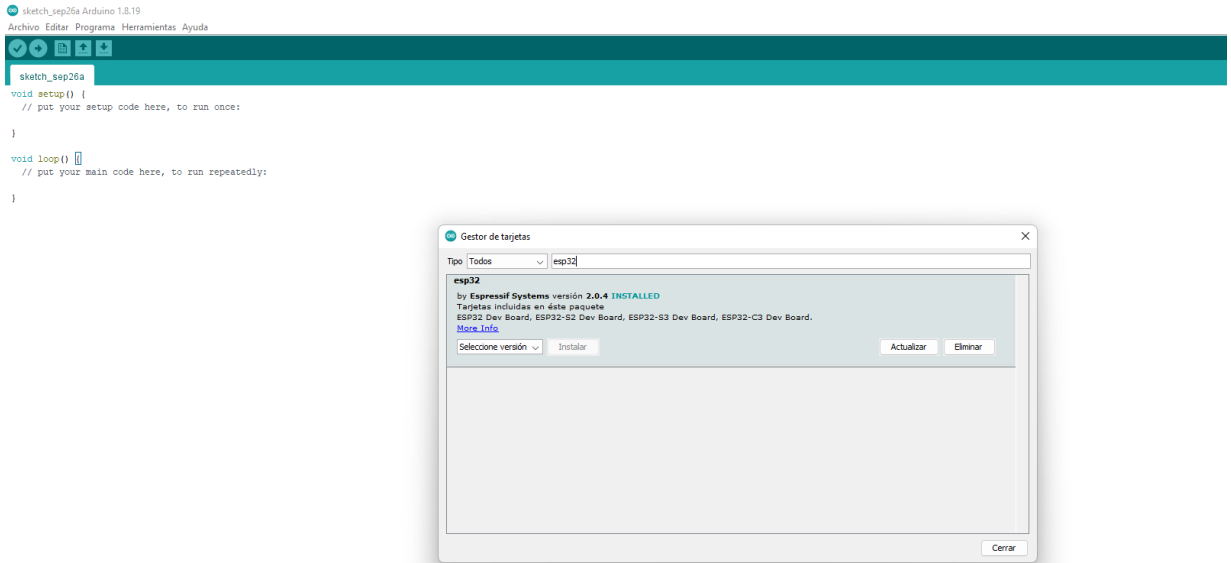 sketch_sep26a Arduino 1.8.19
Archivo Editar Programa Herramientas Ayuda
sketch_sep26a
void setup() {
// put your setup code here, to run once:
}
void loop() {
// put your main code here, to run repeatedly:
}
Gestor de tarjetas
Tipo Todos esp32
esp32
by Espressif Systems versión 2.0.4 INSTALLED
Tarjetas incluidas en éste paquete
ESP32 Dev Board, ESP32-S2 Dev Board, ESP32-S3 Dev Board, ESP32-C3 Dev Board.
More Info
Seleccione versión Instalar Actualizar Eliminar
Cerrar